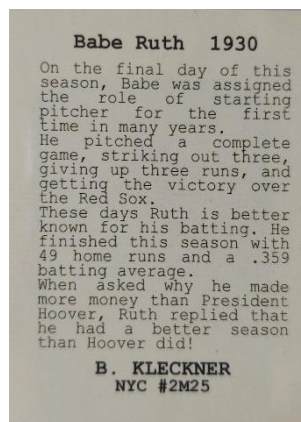 Babe Ruth 1930
On the final day of this
season, Babe was assigned
the role of starting
pitcher for the first
time in many years.
He pitched a complete
game, striking out three,
giving up three runs, and
getting the victory over
the Red Sox.
These days Ruth is better
known for his batting. He
finished this season with
49 home runs and a .359
batting average.
When asked why he made
more money than President
Hoover, Ruth replied that
he had a better season
than Hoover did!
B. KLECKNER
NYC #2M25